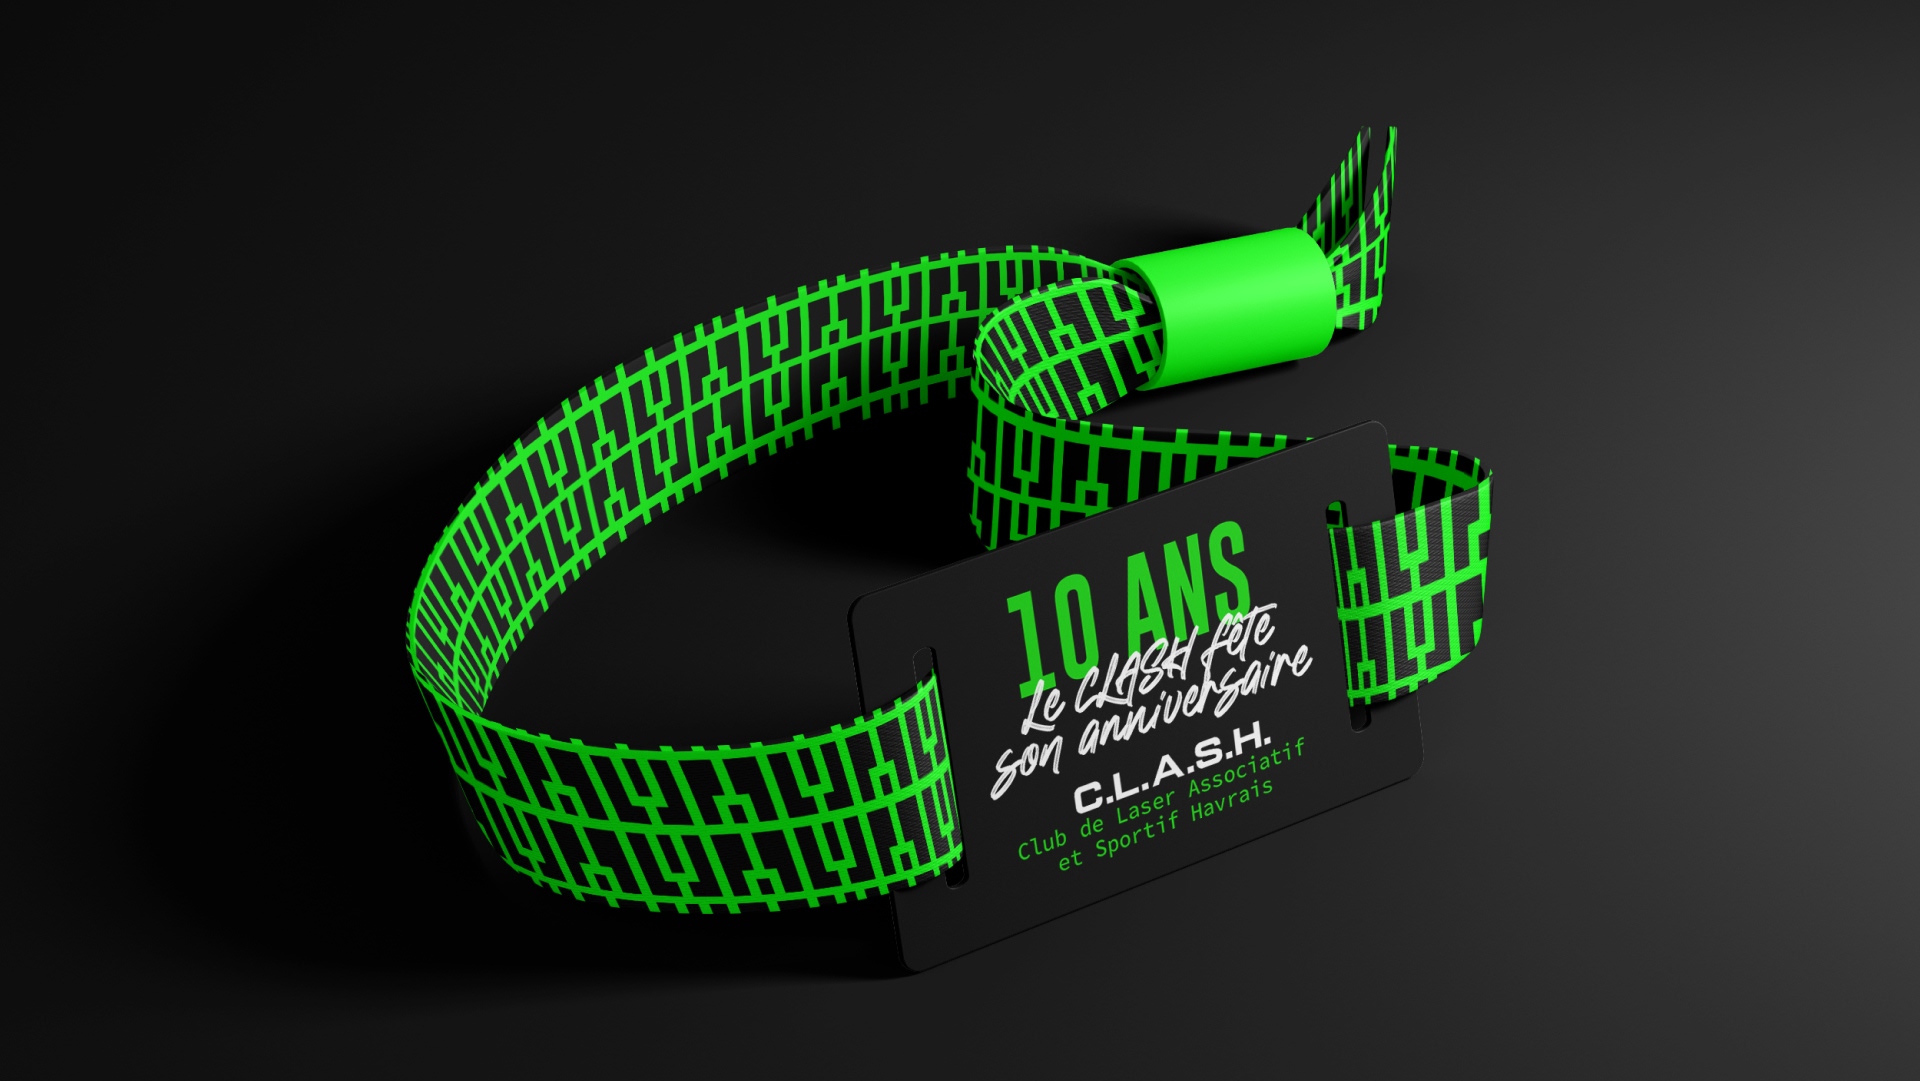 10 ANS
Le CLASH fête
son anniversaire
C.L.A.S.H.
Club de Laser Associatif
et Sportif Havrais